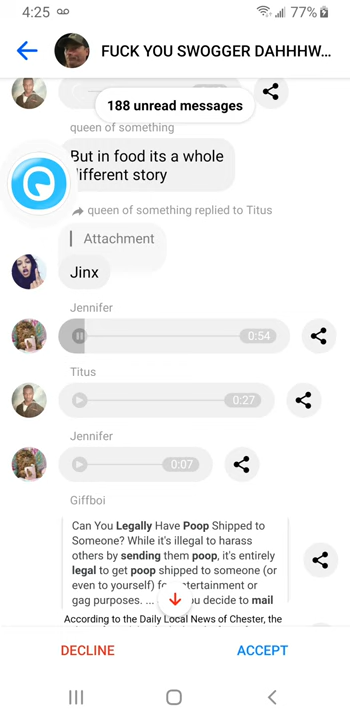 4:25
77%
FUCK YOU SWOGGER DAHHHW...
188 unread messages
queen of something
But in food its a whole
different story
queen of something replied to Titus
Attachment
Jinx
Jennifer
0:54
Titus
0:27
Jennifer
0:07
Giffboi
Can You Legally Have Poop Shipped to
Someone? While it's illegal to harass
others by sending them poop, it's entirely
legal to get poop shipped to someone (or
even to yourself) for entertainment or
gag purposes. ... you decide to mail
According to the Daily Local News of Chester, the
DECLINE
ACCEPT